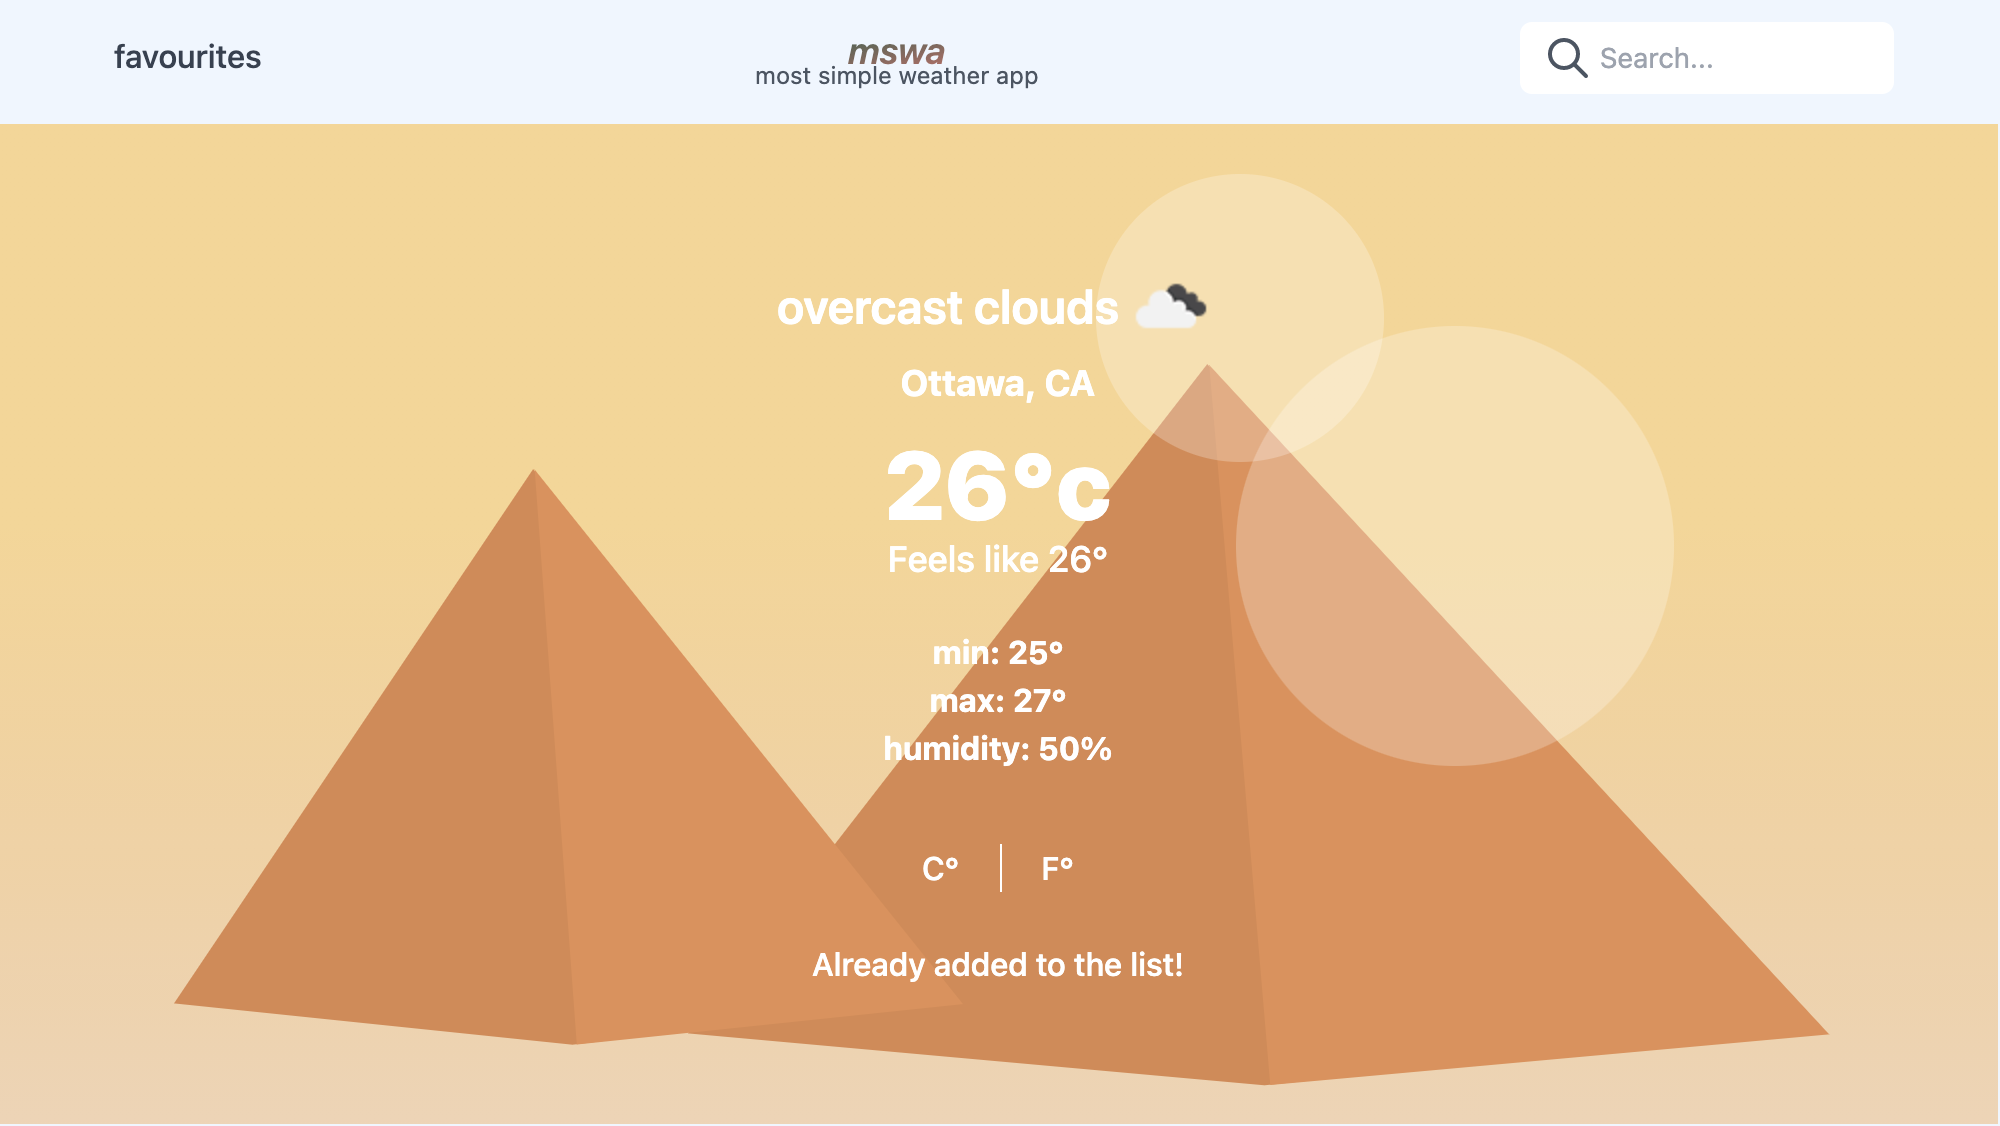 favourites
mswa
most simple weather app
Search...
overcast clouds
Ottawa, CA
26°c
Feels like 26°
min: 25°
max: 27°
humidity: 50%
C° | F°
Already added to the list!